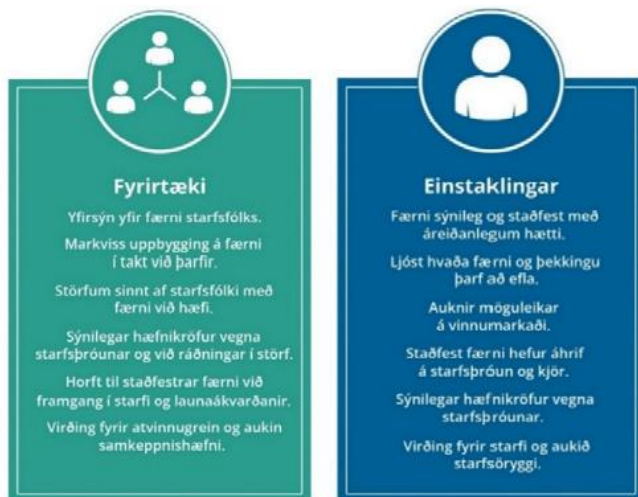 Fyrirtæki
Yfirsýn yfir færni starfsfólks.
Markviss uppbygging á færni
í takt við þarfir.
Störfum sinnt af starfsfólki með
færni við hæfi.
Sýnilegar hæfnikröfur vegna
starfsþróunar og við ráðningar í störf.
Horft til staðfestrar færni við
framgang í starfi og launaákvarðanir.
Virðing fyrir atvinnugrein og aukin
samkeppnishæfni.
Einstaklingar
Færni sýnileg og staðfest með
áreiðanlegum hætti.
Ljóst hvaða færni og þekkingu
þarf að efla.
Auknir möguleikar
á vinnumarkaði.
Staðfest færni hefur áhrif
á starfsþróun og kjör.
Sýnilegar hæfnikröfur vegna
starfsþróunar.
Virðing fyrir starfi og aukið
starfsöryggi.